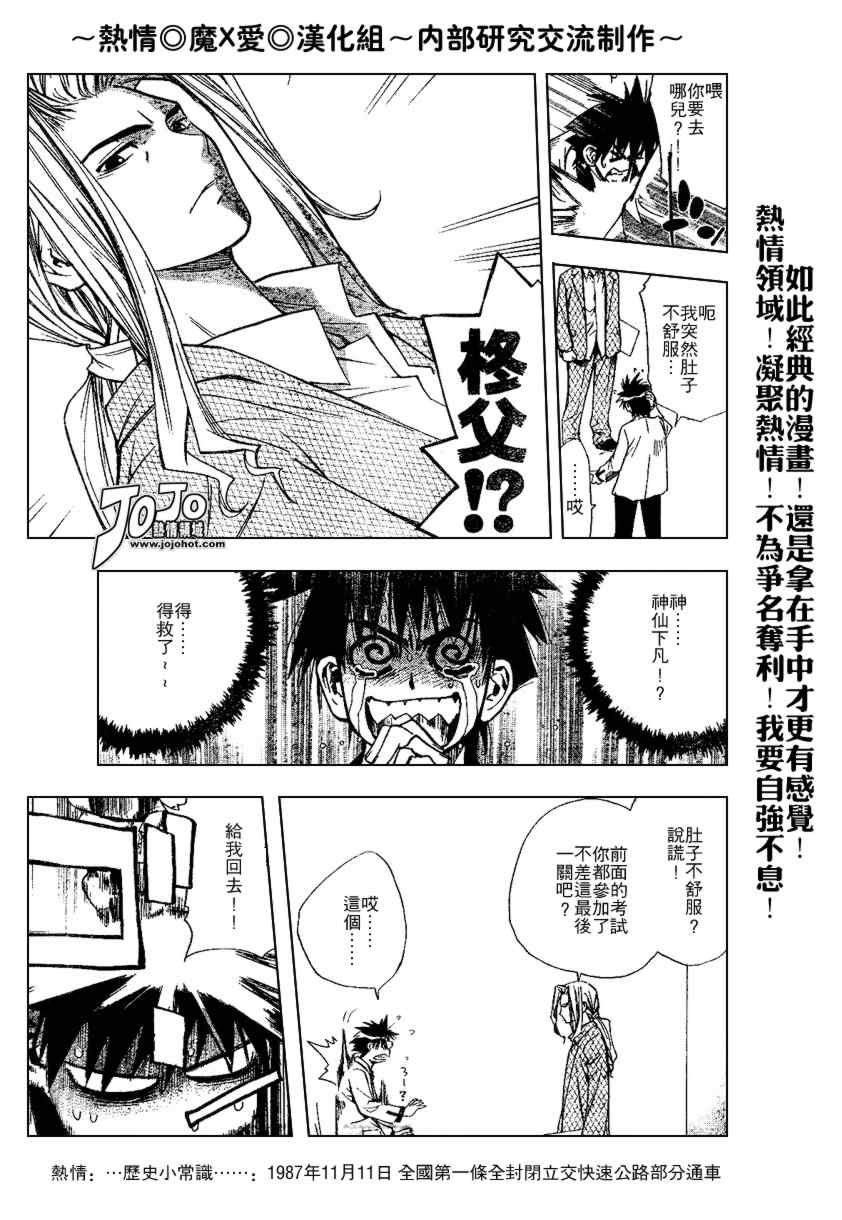 ～熱情◎魔X愛◎漢化組～内部研究交流制作～
喂
你要去
哪兒？！！
柊父！？
呃
我突然肚子
不舒服…
……哎
JOJO
熱情領域
www.jojohot.com
神……
神仙下凡！？
得……
得救了～～
肚子不舒服？
說謊！
前面的考試
你都參加了
不差這最後
一關吧？
哎……
這個……
給我回去！！
如此經典的漫畫！還是拿在手中才更有感覺！
熱情領域！凝聚熱情！不為爭名奪利！我要自強不息！
熱情：…歷史小常識……：1987年11月11日 全國第一條全封閉立交快速公路部分通車